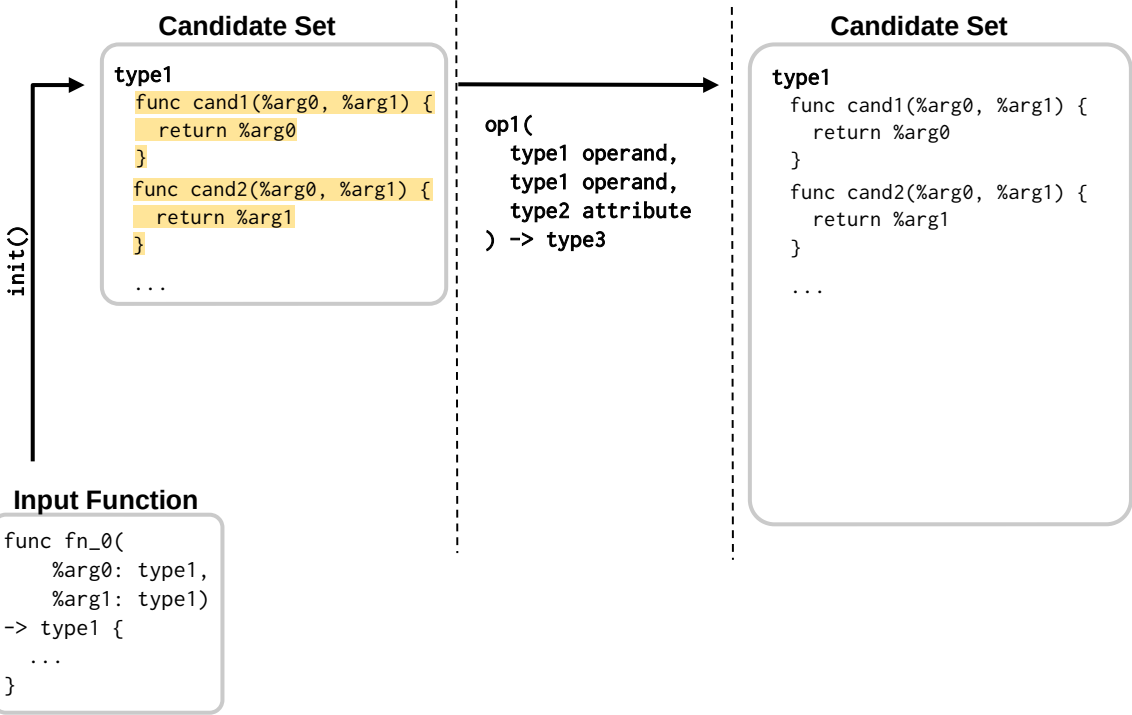 Candidate Set
type1
func cand1(%arg0, %arg1) {
return %arg0
}
func cand2(%arg0, %arg1) {
return %arg1
}
...
init()
Input Function
func fn_0(
%arg0: type1,
%arg1: type1)
-> type1 {
...
}
op1(
type1 operand,
type1 operand,
type2 attribute
) -> type3
Candidate Set
type1
func cand1(%arg0, %arg1) {
return %arg0
}
func cand2(%arg0, %arg1) {
return %arg1
}
...